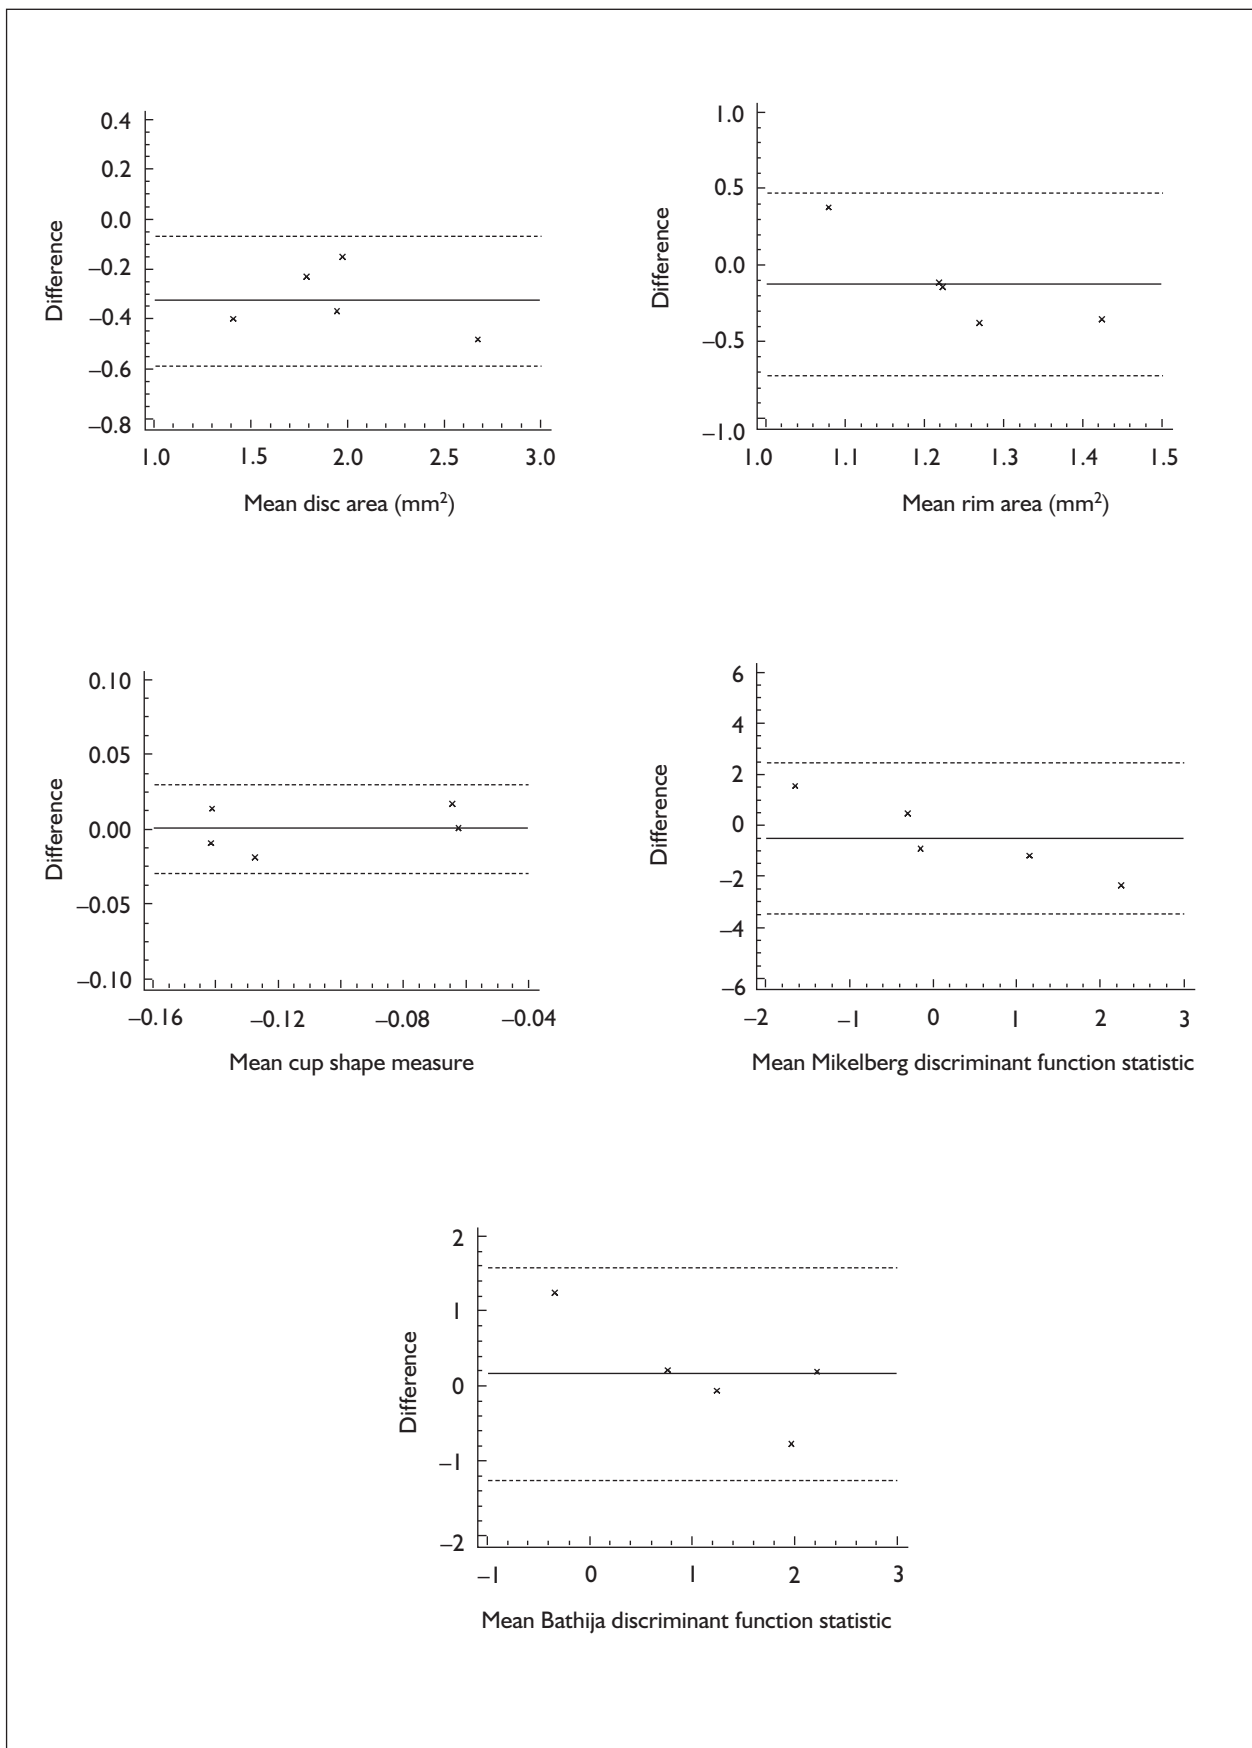 0.4
0.2
0.0
–0.2
–0.4
–0.6
–0.8
Difference
1.0 1.5 2.0 2.5 3.0
Mean disc area (mm²)
1.0
0.5
0.0
–0.5
–1.0
Difference
1.0 1.1 1.2 1.3 1.4 1.5
Mean rim area (mm²)
0.10
0.05
0.00
–0.05
–0.10
Difference
–0.16 –0.12 –0.08 –0.04
Mean cup shape measure
6
4
2
0
–2
–4
–6
Difference
–2 –1 0 1 2 3
Mean Mikelberg discriminant function statistic
2
1
0
–1
–2
Difference
–1 0 1 2 3
Mean Bathija discriminant function statistic